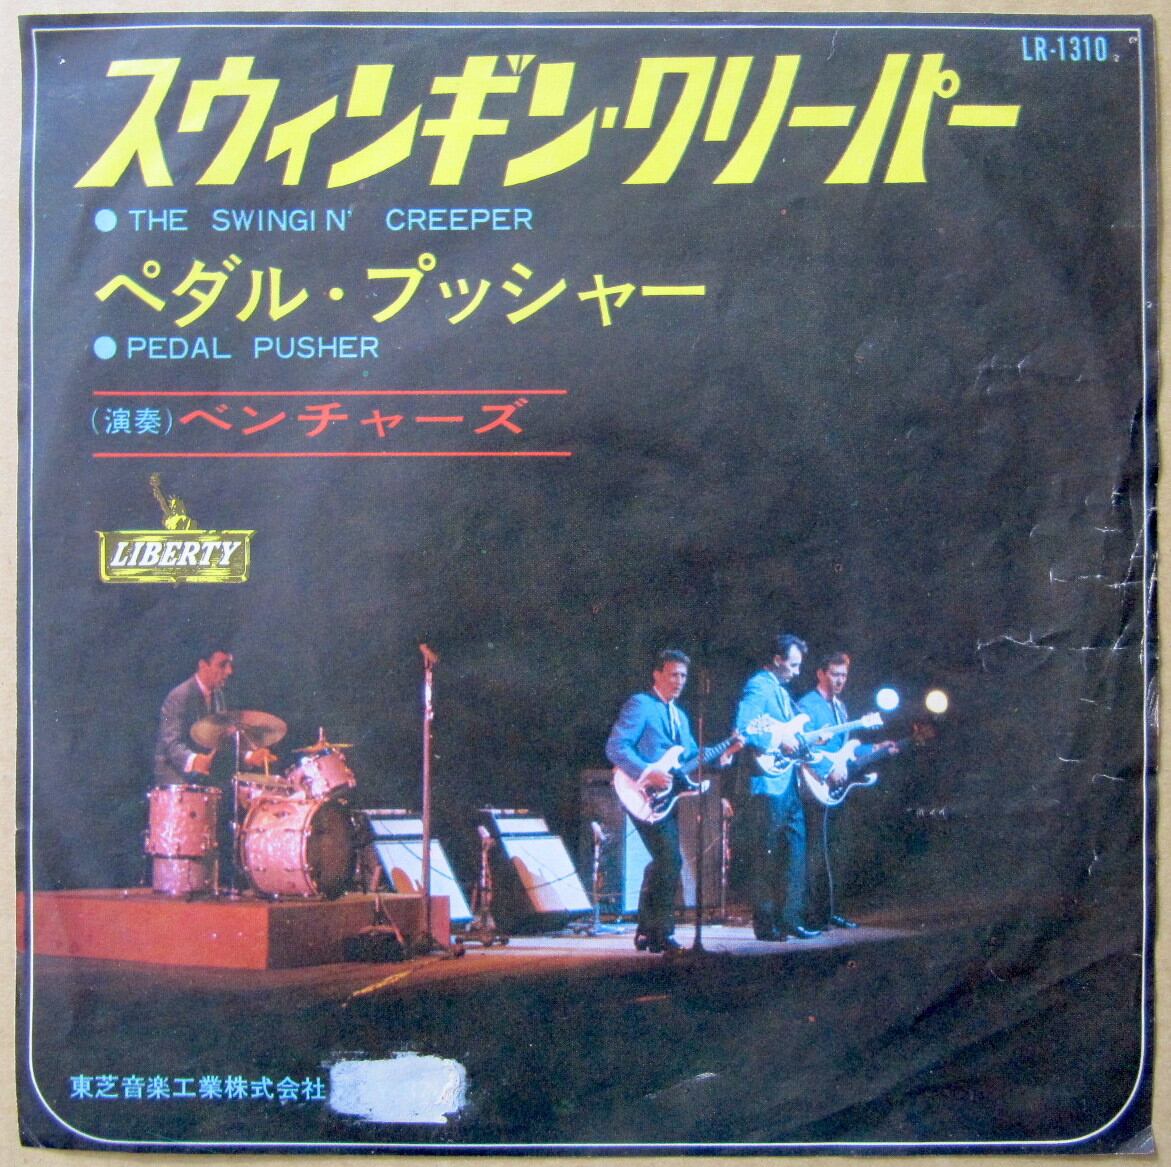 LR-1310
スウィンギン・クリーパー
● THE SWINGIN' CREEPER
ペダル・プッシャー
● PEDAL PUSHER
(演奏)ベンチャーズ
LIBERTY
東芝音楽工業株式会社